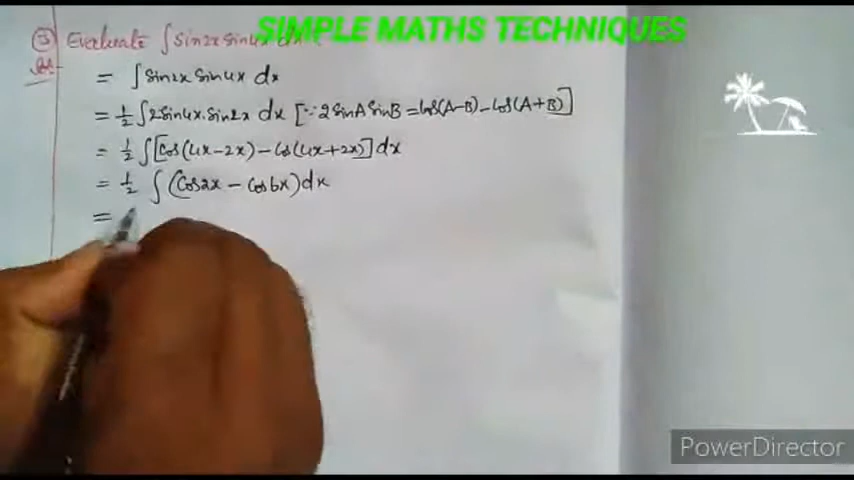 SIMPLE MATHS TECHNIQUES
③ Evaluate ∫sin2x sin4x dx
Sol:-
= ∫sin2x sin4x dx
= 1/2 ∫2sin4x.sin2x dx [∵ 2sinA sinB = cos(A-B) - cos(A+B)]
= 1/2 ∫[cos(4x-2x) - cos(4x+2x)]dx
= 1/2 ∫(cos2x - cos6x)dx
=
PowerDirector